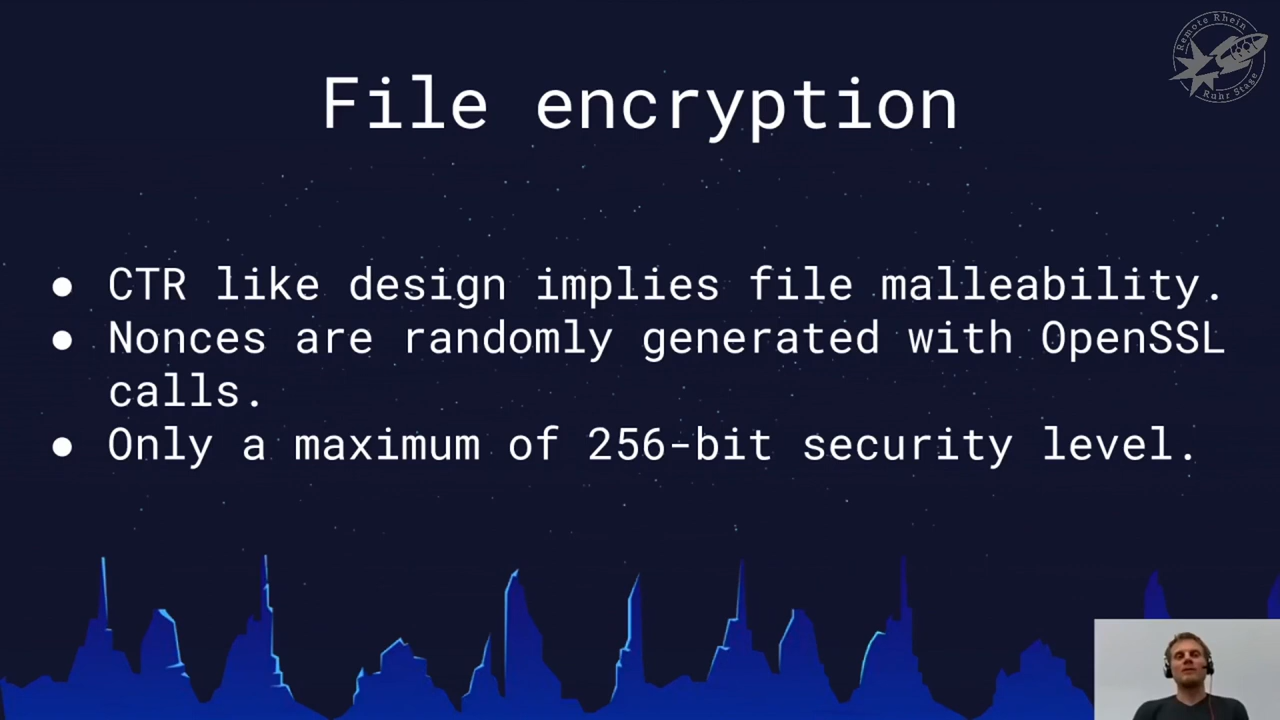 Remote Rhein
Ruhr Stage
File encryption
● CTR like design implies file malleability.
● Nonces are randomly generated with OpenSSL
calls.
● Only a maximum of 256-bit security level.